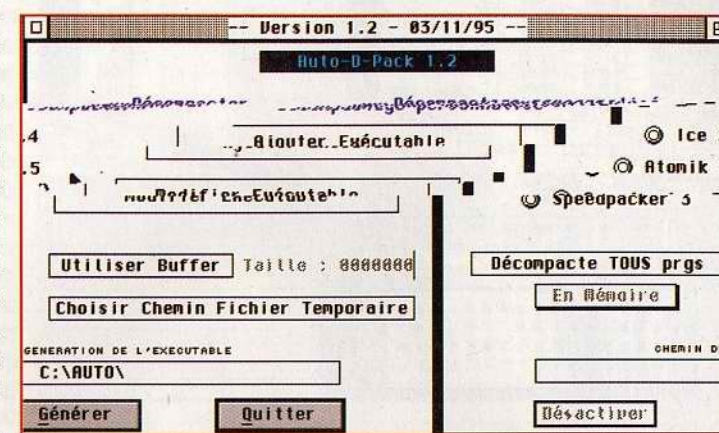 -- Version 1.2 - 03/11/95 --
Auto-D-Pack 1.2
.4
Ajouter Exécutable
Ice
.5
Atomik
Speedpacker 3
Utiliser Buffer
Taille : 0000000
Décompacte TOUS prgs
En Mémoire
Choisir Chemin Fichier Temporaire
GENERATION DE L'EXECUTABLE
CHEMIN D
C:\AUTO\
Générer
Quitter
Désactiver